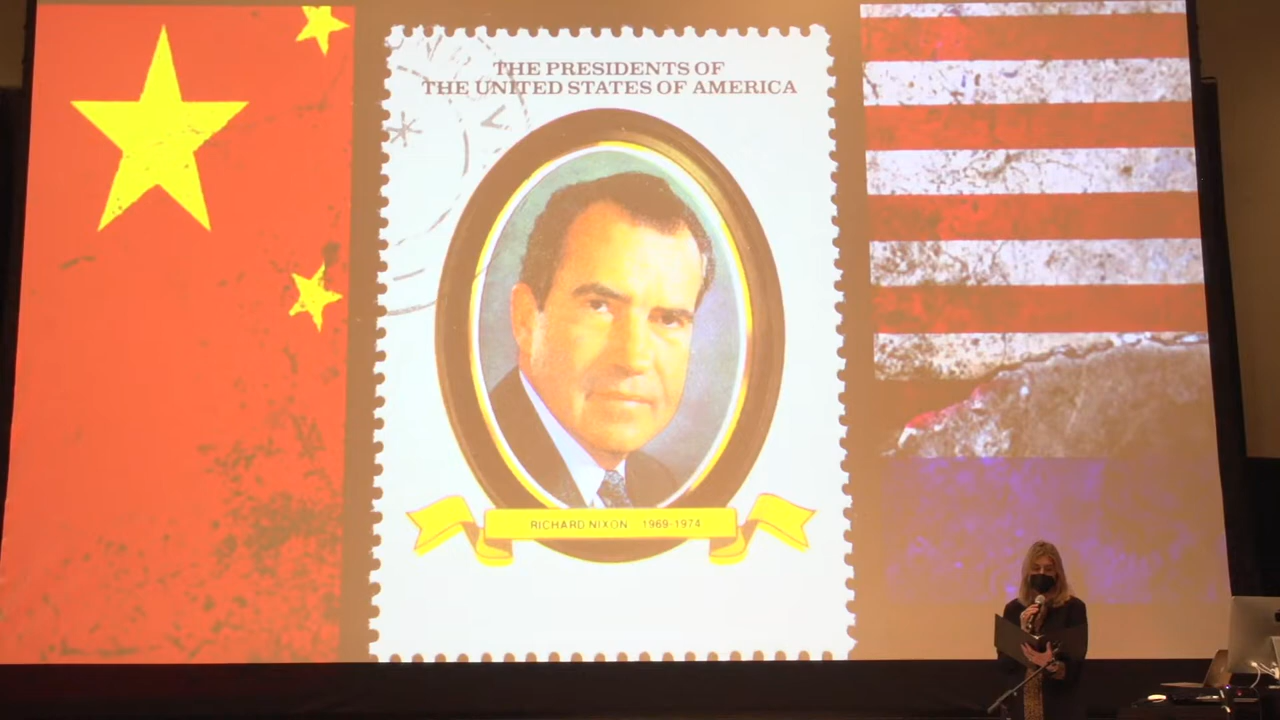 THE PRESIDENTS OF
THE UNITED STATES OF AMERICA
RICHARD NIXON 1969-1974